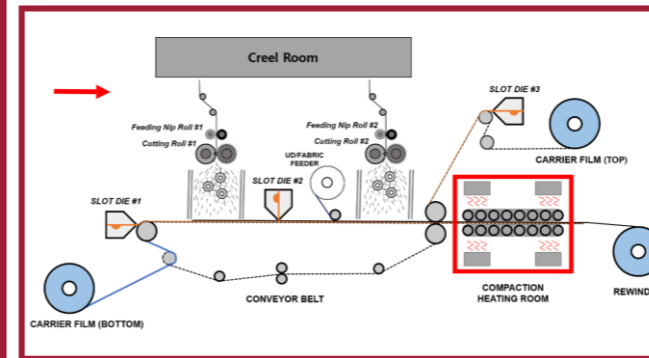 Creel Room
SLOT DIE #3
Feeding Nip Roll #1
Feeding Nip Roll #2
Cutting Roll #1
Cutting Roll #2
UD/FABRIC
FEEDER
CARRIER FILM (TOP)
SLOT DIE #2
SLOT DIE #1
CONVEYOR BELT
COMPACTION
HEATING ROOM
REWIND
CARRIER FILM (BOTTOM)